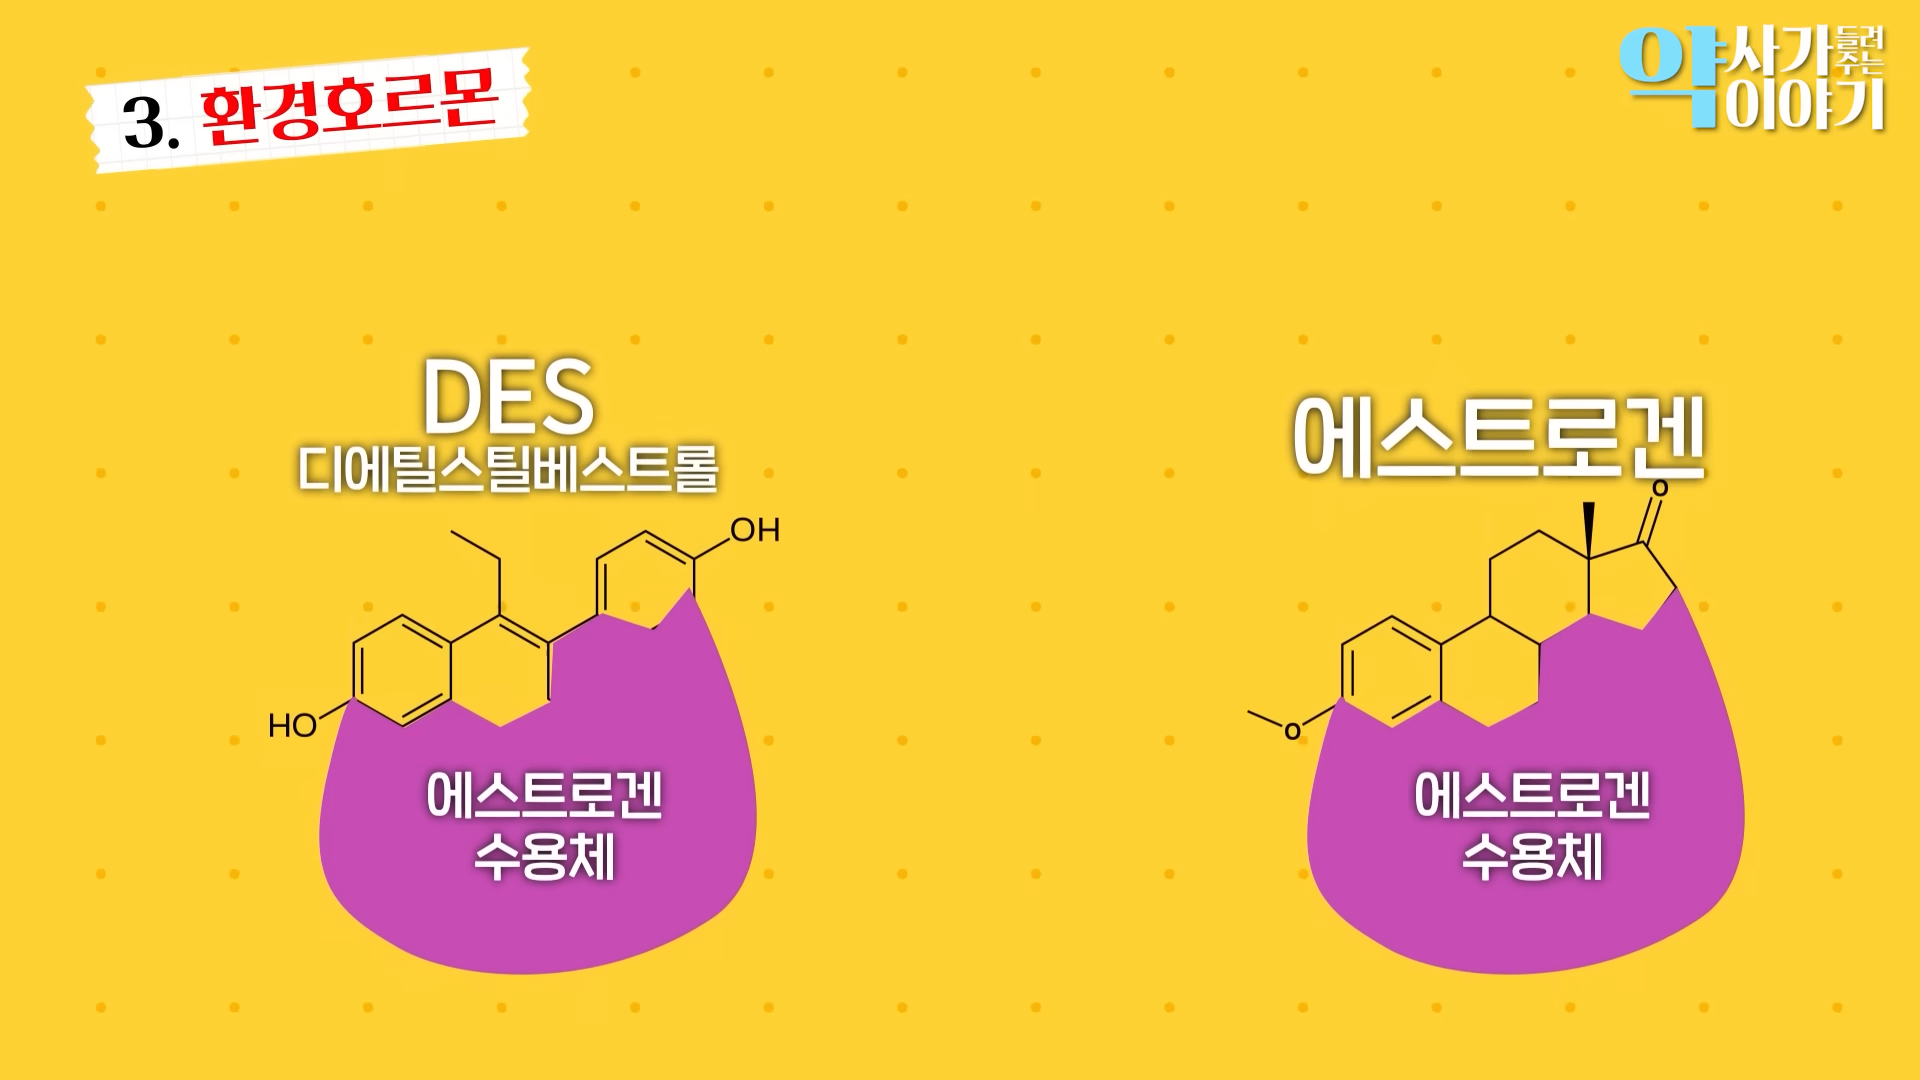 3. 환경호르몬
약사가 들려주는
이야기
DES
디에틸스틸베스트롤
OH
HO
에스트로겐
수용체
에스트로겐
O
O
에스트로겐
수용체